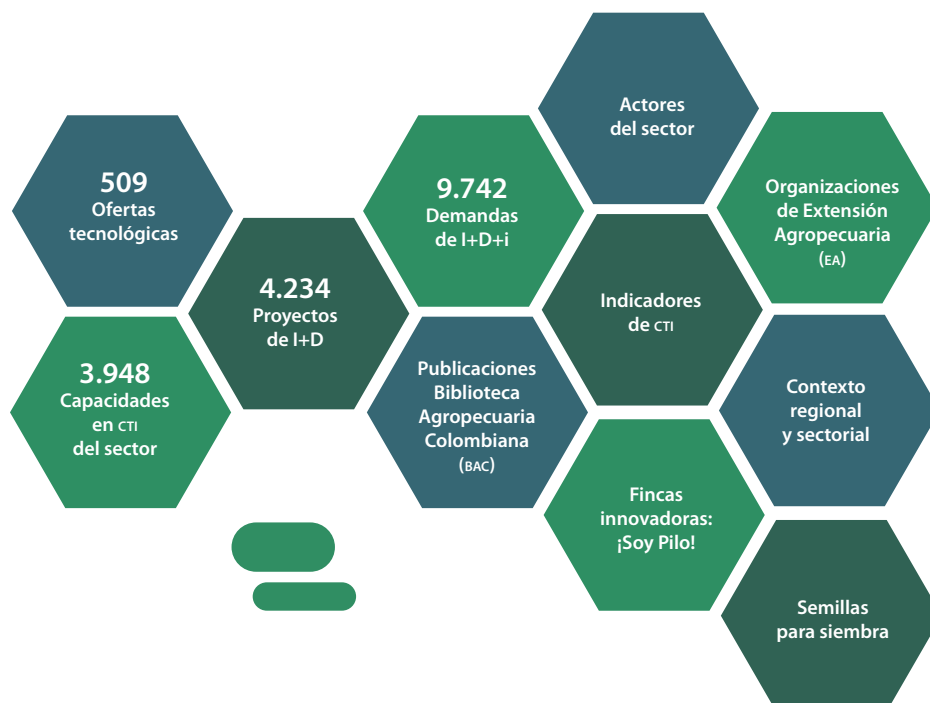 509
Ofertas
tecnológicas
3.948
Capacidades
en CTI
del sector
4.234
Proyectos
de I+D
9.742
Demandas
de I+D+i
Publicaciones
Biblioteca
Agropecuaria
Colombiana
(BAC)
Actores
del sector
Indicadores
de CTI
Fincas
innovadoras:
¡Soy Pilo!
Organizaciones
de Extensión
Agropecuaria
(EA)
Contexto
regional
y sectorial
Semillas
para siembra